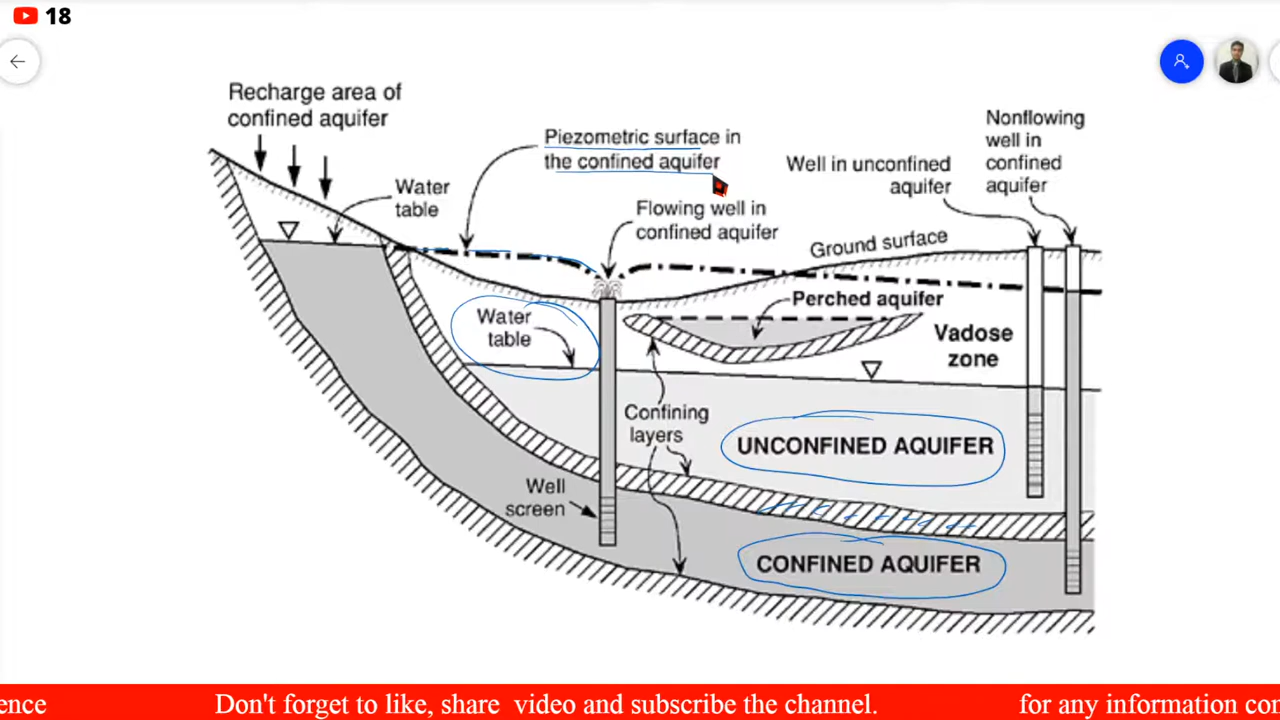 18
Recharge area of
confined aquifer
Piezometric surface in
the confined aquifer
Nonflowing
well in
confined
aquifer
Well in unconfined
aquifer
Water
table
Flowing well in
confined aquifer
Ground surface
Perched aquifer
Water
table
Vadose
zone
Confining
layers
UNCONFINED AQUIFER
Well
screen
CONFINED AQUIFER
ence Don't forget to like, share video and subscribe the channel. for any information con